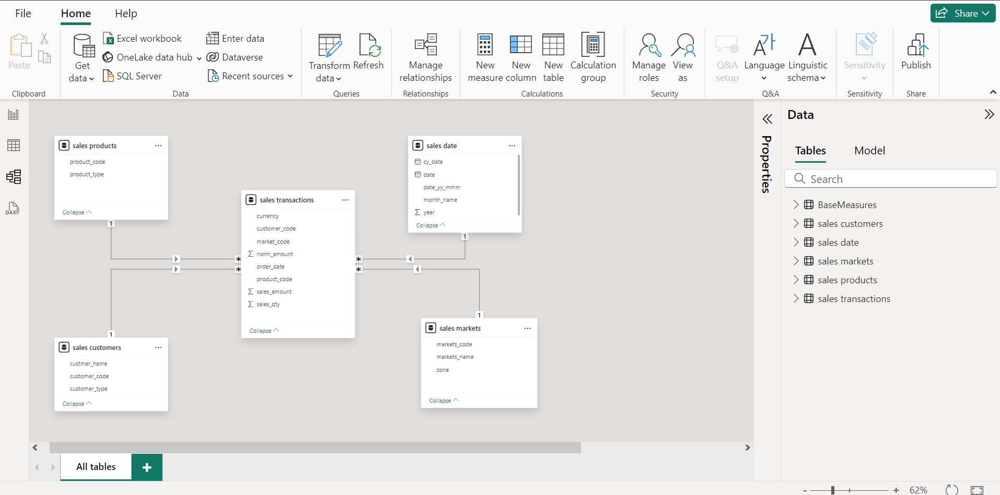 File
Home
Help
Share
Paste
Clipboard
Get
data
Excel workbook
OneLake data hub
SQL Server
Enter data
Dataverse
Recent sources
Data
Transform
data
Refresh
Queries
Manage
relationships
Relationships
New
measure
New
column
New
table
Calculation
group
Calculations
Manage
roles
View
as
Security
Q&A
setup
Language
Linguistic
schema
Q&A
Sensitivity
Sensitivity
Publish
Share
DAX
sales products
product_code
product_type
Collapse
1
sales transactions
currency
customer_code
market_code
norm_amount
order_date
product_code
sales_amount
sales_qty
Collapse
*
*
*
*
sales date
cy_date
date
date_yy_mmm
month_name
year
Collapse
1
1
sales customers
custmer_name
customer_code
customer_type
Collapse
1
sales markets
markets_code
markets_name
zone
Collapse
All tables
+
Properties
Data
Tables
Model
Search
BaseMeasures
sales customers
sales date
sales markets
sales products
sales transactions
- + 62%